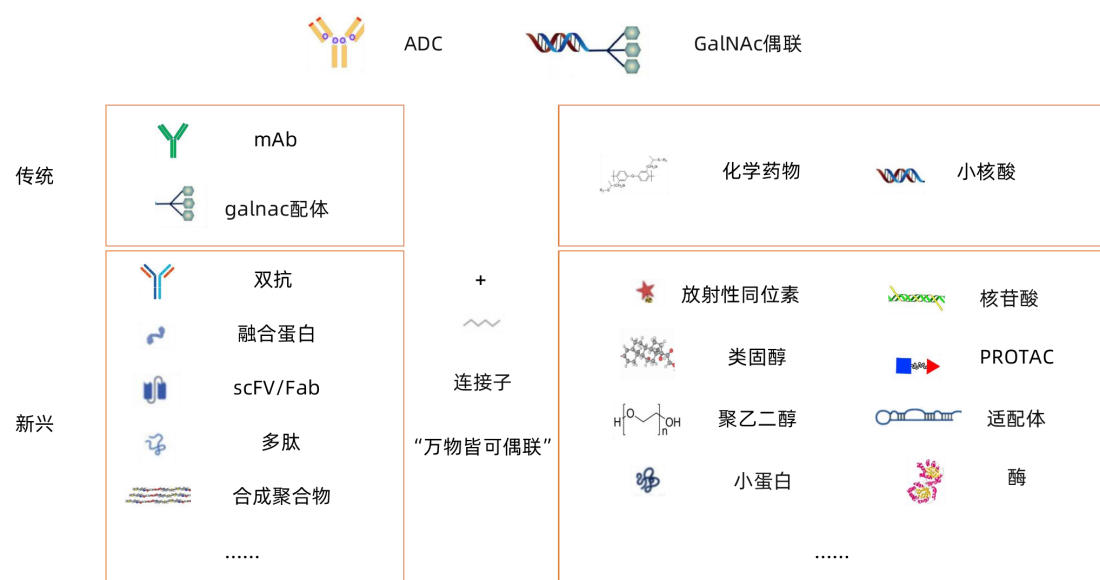 ADC
GalNAc偶联
传统
mAb
galnac配体
化学药物
小核酸
新兴
双抗
融合蛋白
scFV/Fab
多肽
合成聚合物
......
+
连接子
“万物皆可偶联”
放射性同位素
核苷酸
类固醇
PROTAC
H O OH n
聚乙二醇
适配体
小蛋白
酶
......